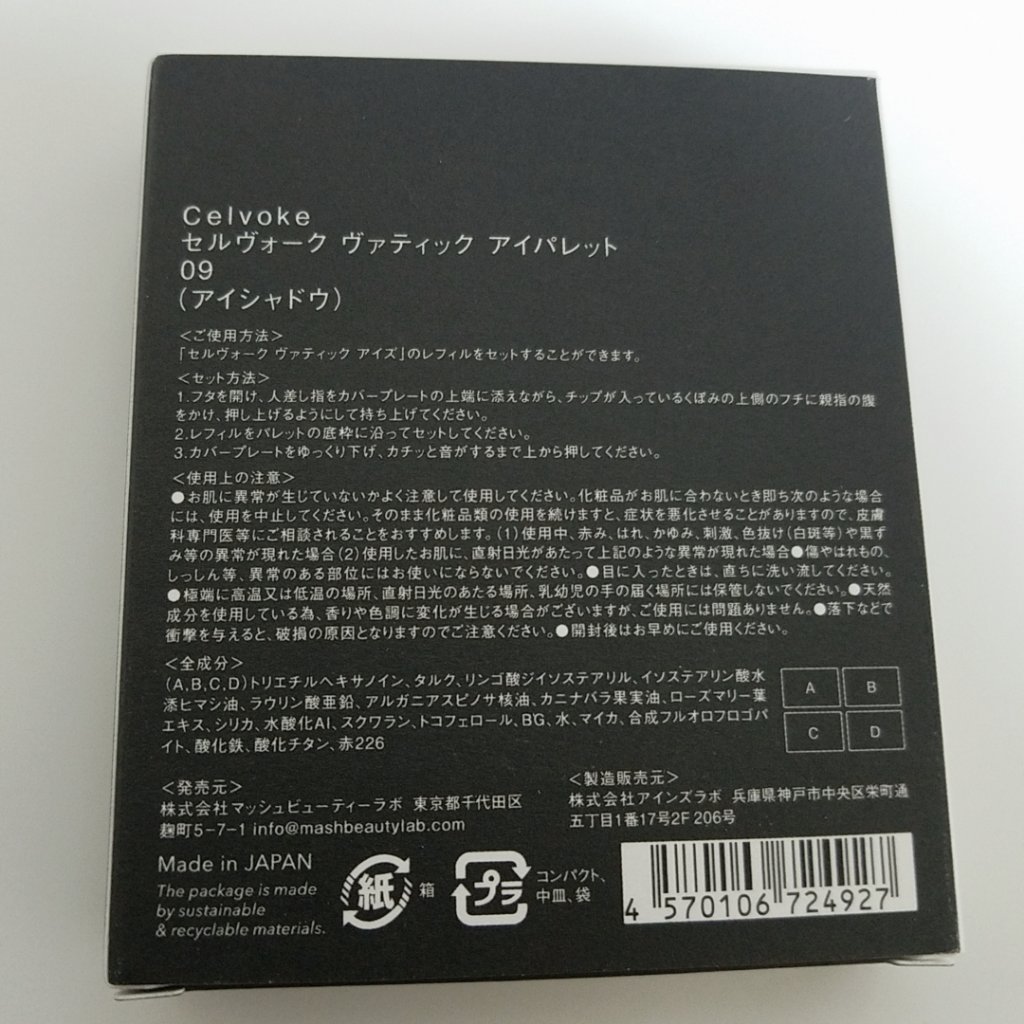 Celvoke
セルヴォーク ヴァティック アイパレット
09
(アイシャドウ)
＜ご使用方法＞
「セルヴォーク ヴァティック アイズ」のレフィルをセットすることができます。
＜セット方法＞
1.フタを開け、人差し指をカバープレートの上端に添えながら、チップが入っているくぼみの上側のフチに親指の腹
をかけ、押し上げるようにして持ち上げてください。
2.レフィルをパレットの底枠に沿ってセットしてください。
3.カバープレートをゆっくり下げ、カチッと音がするまで上から押してください。
＜使用上の注意＞
●お肌に異常が生じていないかよく注意して使用してください。化粧品がお肌に合わないとき即ち次のような場合
には、使用を中止してください。そのまま化粧品類の使用を続けますと、症状を悪化させることがありますので、皮膚
科専門医等にご相談されることをおすすめします。(1)使用中、赤み、はれ、かゆみ、刺激、色抜け(白斑等)や黒ず
み等の異常が現れた場合(2)使用したお肌に、直射日光があたって上記のような異常が現れた場合●傷やはれもの、
しっしん等、異常のある部位にはお使いにならないでください。●目に入ったときは、直ちに洗い流してください。
●極端に高温又は低温の場所、直射日光のあたる場所、乳幼児の手の届く場所には保管しないでください。●天然
成分を使用している為、香りや色調に変化が生じる場合がございますが、ご使用には問題ありません。●落下などで
衝撃を与えると、破損の原因となりますのでご注意ください。●開封後はお早めにご使用ください。
＜全成分＞
(A,B,C,D)トリエチルヘキサノイン、タルク、リンゴ酸ジイソステアリル、イソステアリン酸水
添ヒマシ油、ラウリン酸亜鉛、アルガニアスピノサ核油、カニナバラ果実油、ローズマリー葉
エキス、シリカ、水酸化Al、スクワラン、トコフェロール、BG、水、マイカ、合成フルオロフロゴパ
イト、酸化鉄、酸化チタン、赤226
A B
C D
＜発売元＞
株式会社マッシュビューティーラボ 東京都千代田区
麹町5-7-1 info@mashbeautylab.com
＜製造販売元＞
株式会社アインズラボ 兵庫県神戸市中央区栄町通
五丁目1番17号2F 206号
Made in JAPAN
The package is made
by sustainable
& recyclable materials.
紙 箱
プラ コンパクト、
中皿、袋
4 570106 724927